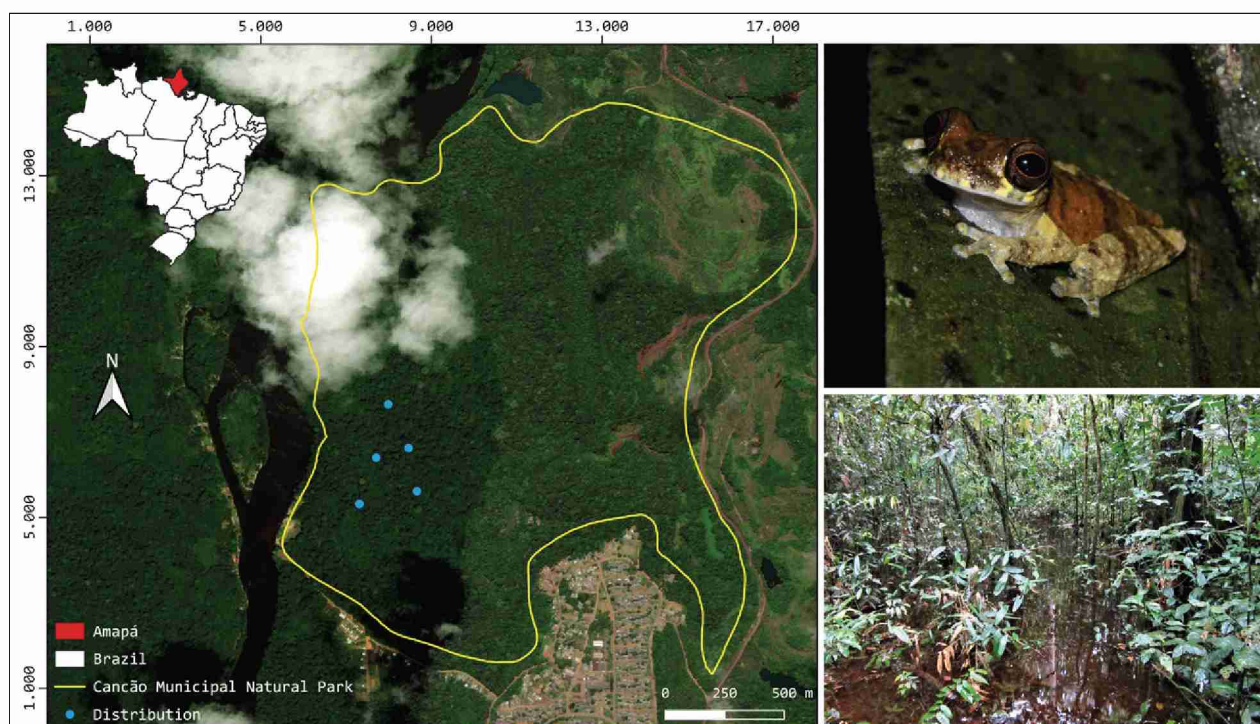 1.000 5.000 9.000 13.000 17.000
13.000
9.000
5.000
1.000
N
Amapá
Brazil
Cancão Municipal Natural Park
Distribution
0 250 500 m